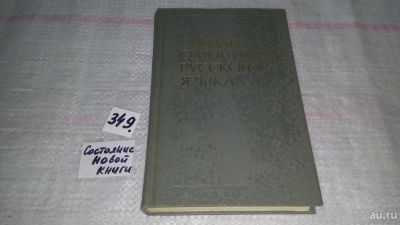 СЛОВАРЬ
СИНОНИМОВ
РУССКОГО
ЯЗЫКА
349.
Состояние
Новой
Книги
au.ru